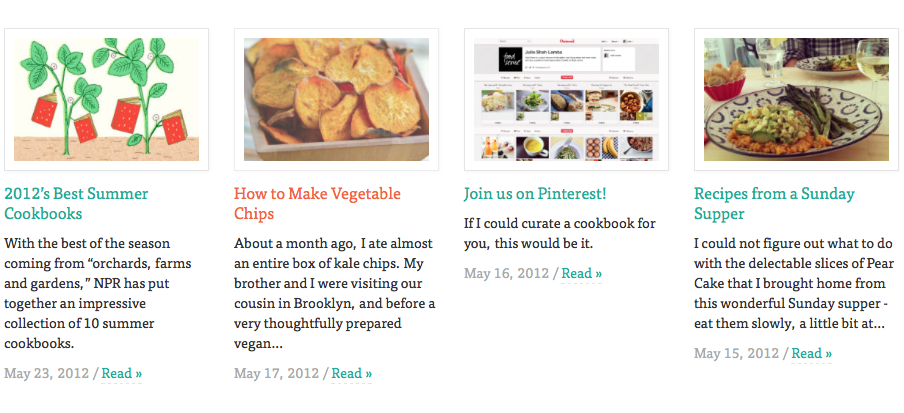 2012's Best Summer
Cookbooks
With the best of the season
coming from “orchards, farms
and gardens,” NPR has put
together an impressive
collection of 10 summer
cookbooks.
May 23, 2012 / Read »
How to Make Vegetable
Chips
About a month ago, I ate almost
an entire box of kale chips. My
brother and I were visiting our
cousin in Brooklyn, and before a
very thoughtfully prepared
vegan...
May 17, 2012 / Read »
Pinterest
food
Join us on Pinterest!
If I could curate a cookbook for
you, this would be it.
May 16, 2012 / Read »
Recipes from a Sunday
Supper
I could not figure out what to do
with the delectable slices of Pear
Cake that I brought home from
this wonderful Sunday supper -
eat them slowly, a little bit at...
May 15, 2012 / Read »